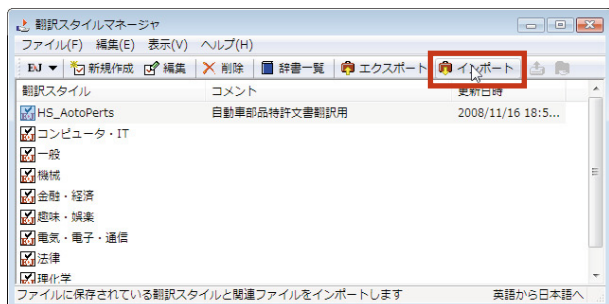 翻訳スタイルマネージャ
ファイル(F) 編集(E) 表示(V) ヘルプ(H)
EJ 新規作成 編集 削除 辞書一覧 エクスポート インポート
翻訳スタイル コメント 更新日時
HS_AotoPerts 自動車部品特許文書翻訳用 2008/11/16 18:5...
コンピュータ・IT
一般
機械
金融・経済
趣味・娯楽
電気・電子・通信
法律
理化学
ファイルに保存されている翻訳スタイルと関連ファイルをインポートします 英語から日本語へ